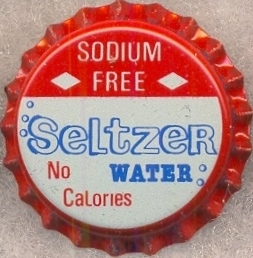 SODIUM
FREE
Seltzer
No WATER
Calories